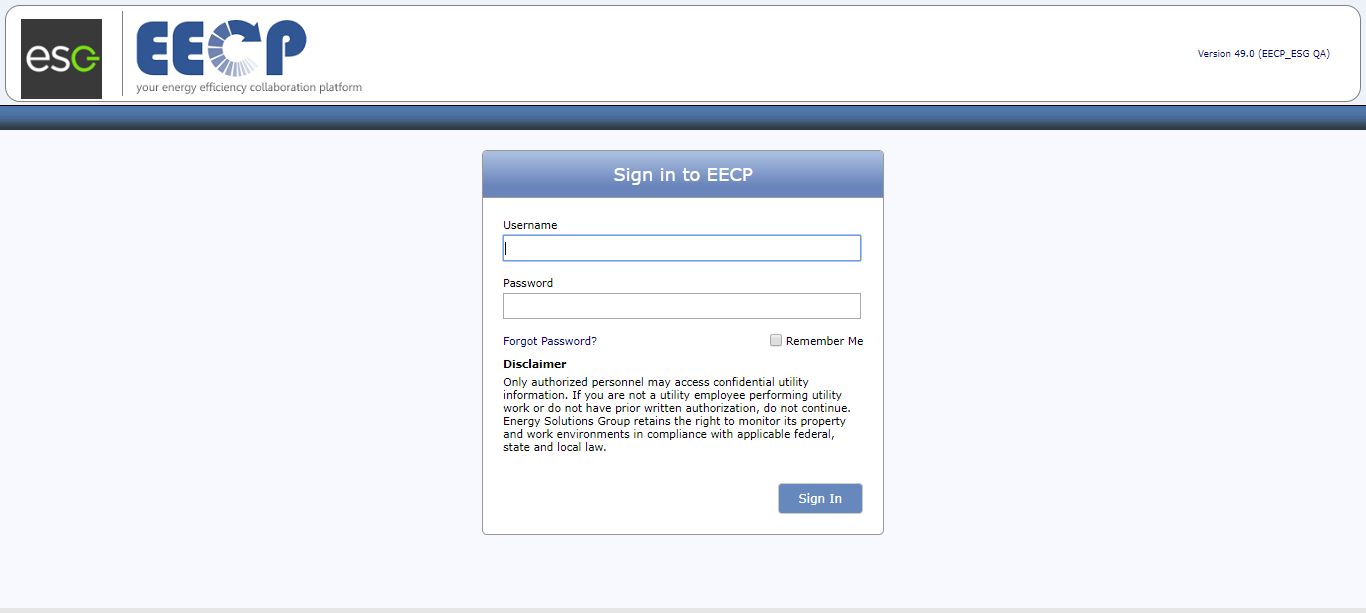 esc
EECP
your energy efficiency collaboration platform
Version 49.0 (EECP_ESG QA)
Sign in to EECP
Username
Password
Forgot Password?
Remember Me
Disclaimer
Only authorized personnel may access confidential utility
information. If you are not a utility employee performing utility
work or do not have prior written authorization, do not continue.
Energy Solutions Group retains the right to monitor its property
and work environments in compliance with applicable federal,
state and local law.
Sign In